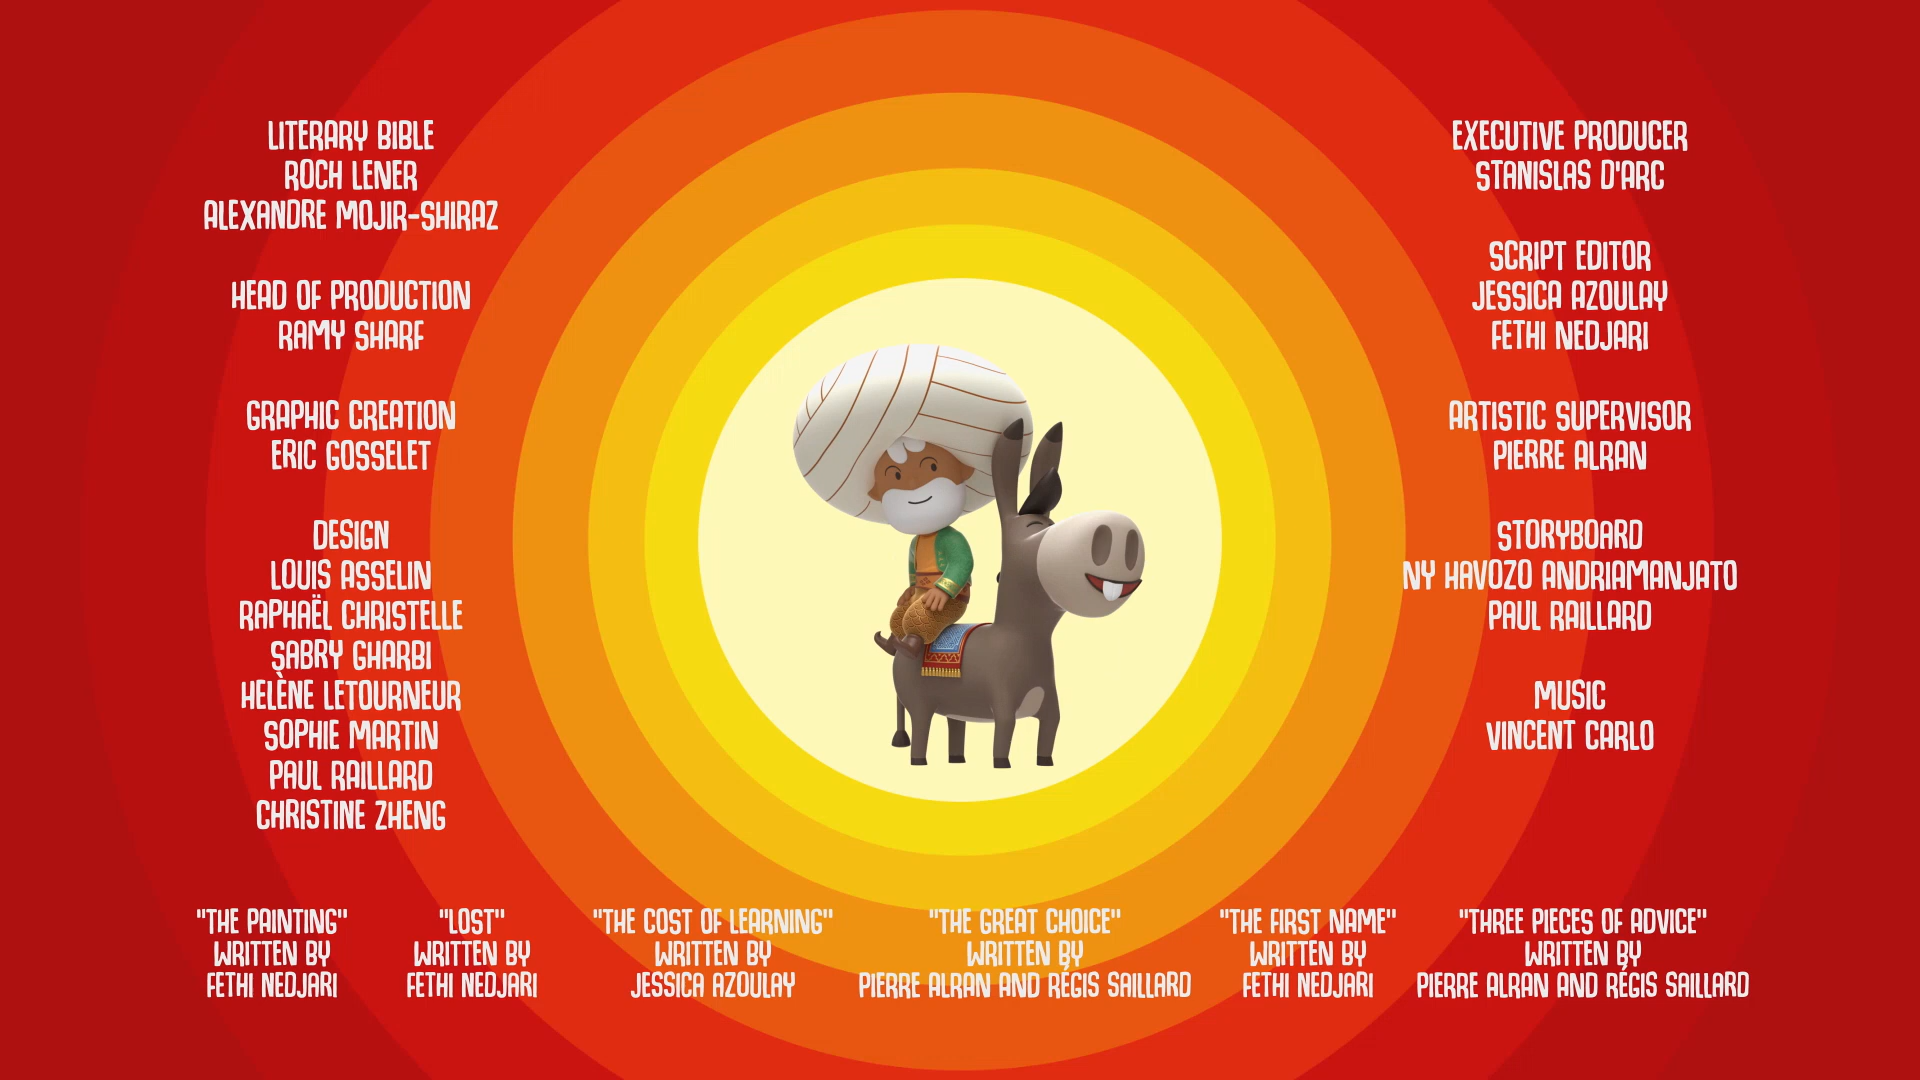 LITERARY BIBLE
ROCH LENER
ALEXANDRE MOJIR-SHIRAZ
HEAD OF PRODUCTION
RAMY SHARF
GRAPHIC CREATION
ERIC GOSSELET
DESIGN
LOUIS ASSELIN
RAPHAËL CHRISTELLE
SABRY GHARBI
HELÈNE LETOURNEUR
SOPHIE MARTIN
PAUL RAILLARD
CHRISTINE ZHENG
EXECUTIVE PRODUCER
STANISLAS D'ARC
SCRIPT EDITOR
JESSICA AZOULAY
FETHI NEDJARI
ARTISTIC SUPERVISOR
PIERRE ALRAN
STORYBOARD
NY HAVOZO ANDRIAMANJATO
PAUL RAILLARD
MUSIC
VINCENT CARLO
"THE PAINTING"
WRITTEN BY
FETHI NEDJARI
"LOST"
WRITTEN BY
FETHI NEDJARI
"THE COST OF LEARNING"
WRITTEN BY
JESSICA AZOULAY
"THE GREAT CHOICE"
WRITTEN BY
PIERRE ALRAN AND RÉGIS SAILLARD
"THE FIRST NAME"
WRITTEN BY
FETHI NEDJARI
"THREE PIECES OF ADVICE"
WRITTEN BY
PIERRE ALRAN AND RÉGIS SAILLARD